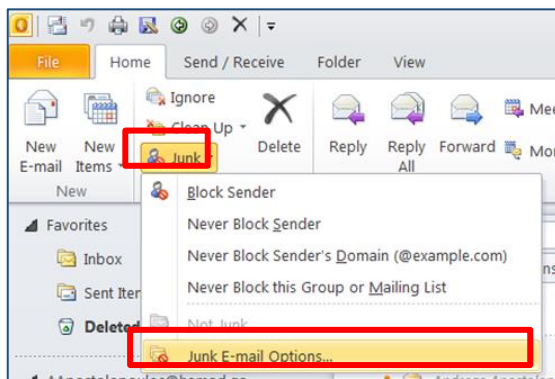 File Home Send / Receive Folder View
Ignore
Clean Up
Junk
New E-mail
New Items
Delete
Reply
Reply All
Forward
New
Favorites
Inbox
Sent Iter
Deleted
Block Sender
Never Block Sender
Never Block Sender's Domain (@example.com)
Never Block this Group or Mailing List
Not Junk
Junk E-mail Options...